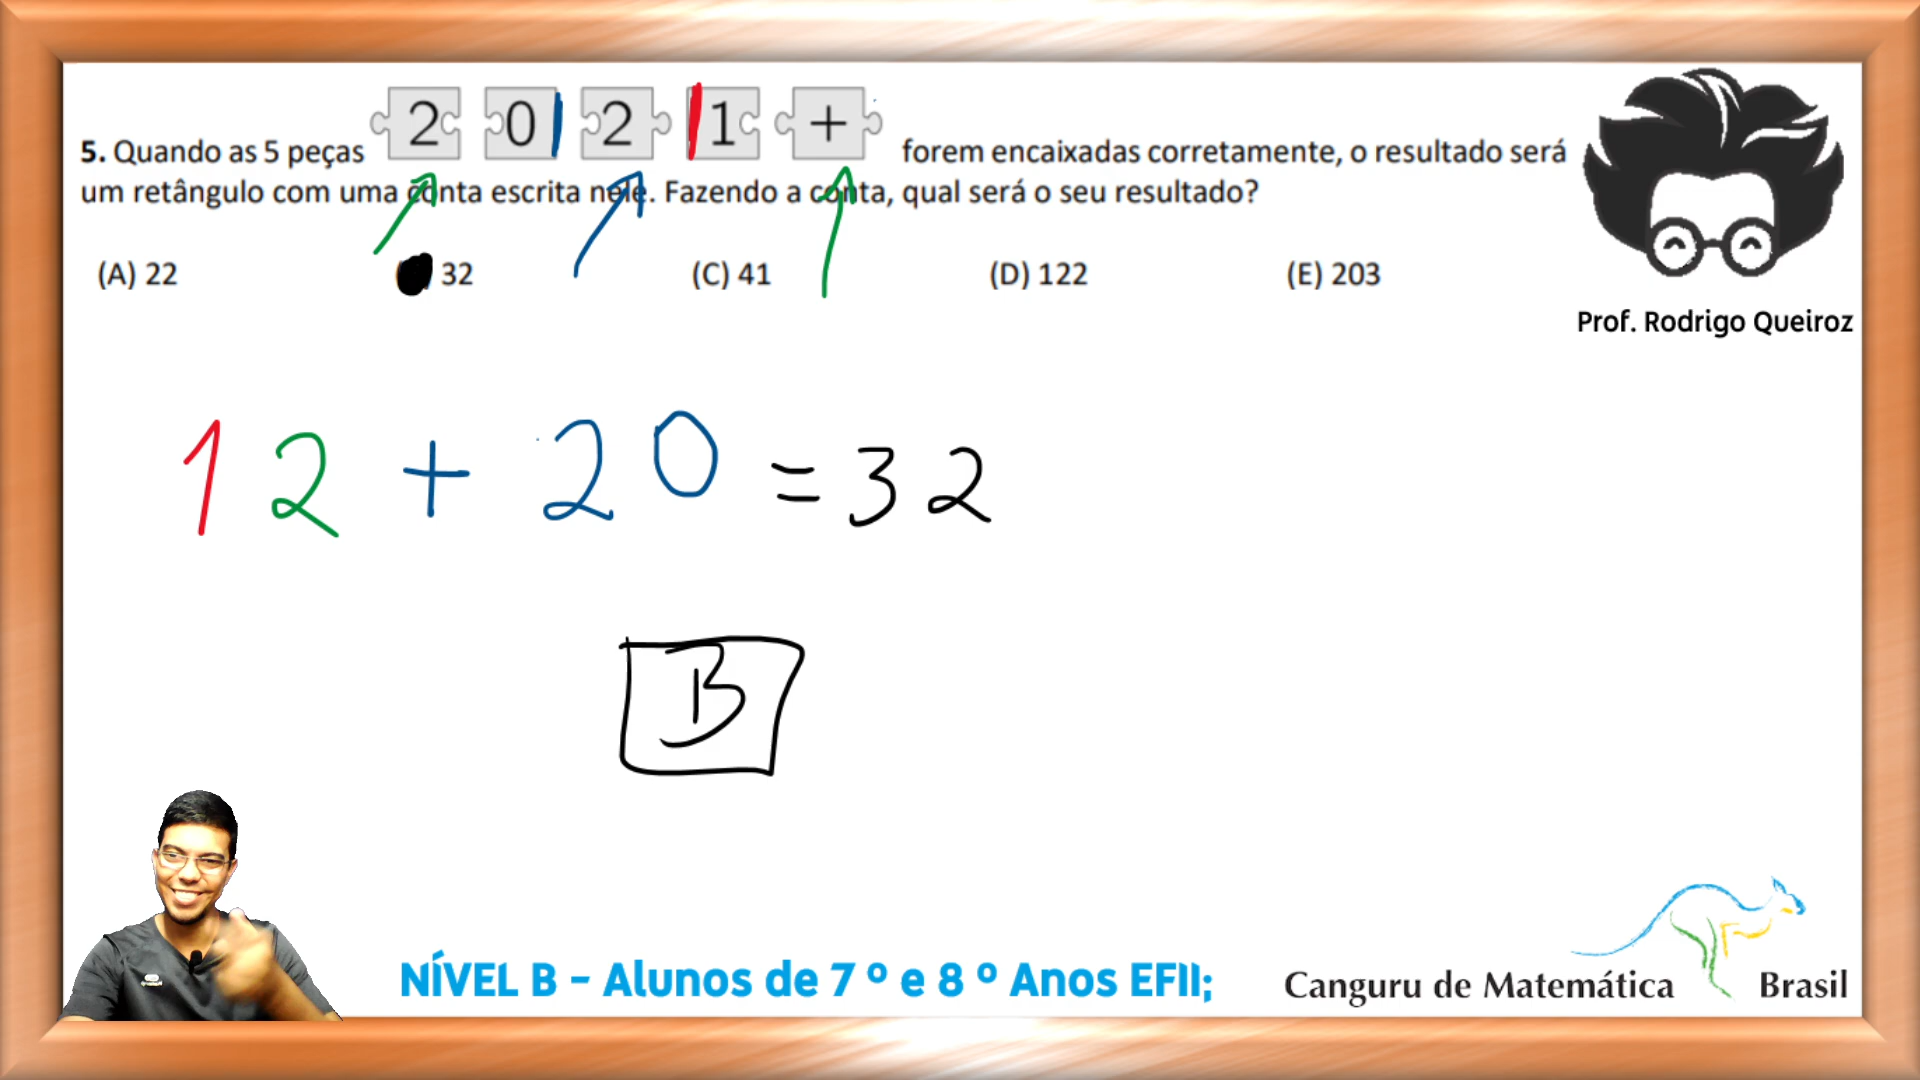 2 0 2 1 +
5. Quando as 5 peças forem encaixadas corretamente, o resultado será
um retângulo com uma conta escrita nele. Fazendo a conta, qual será o seu resultado?
(A) 22 ) 32 (C) 41 (D) 122 (E) 203
Prof. Rodrigo Queiroz
12 + 20 = 32
B
NÍVEL B - Alunos de 7 º e 8 º Anos EFII;
Canguru de Matemática Brasil